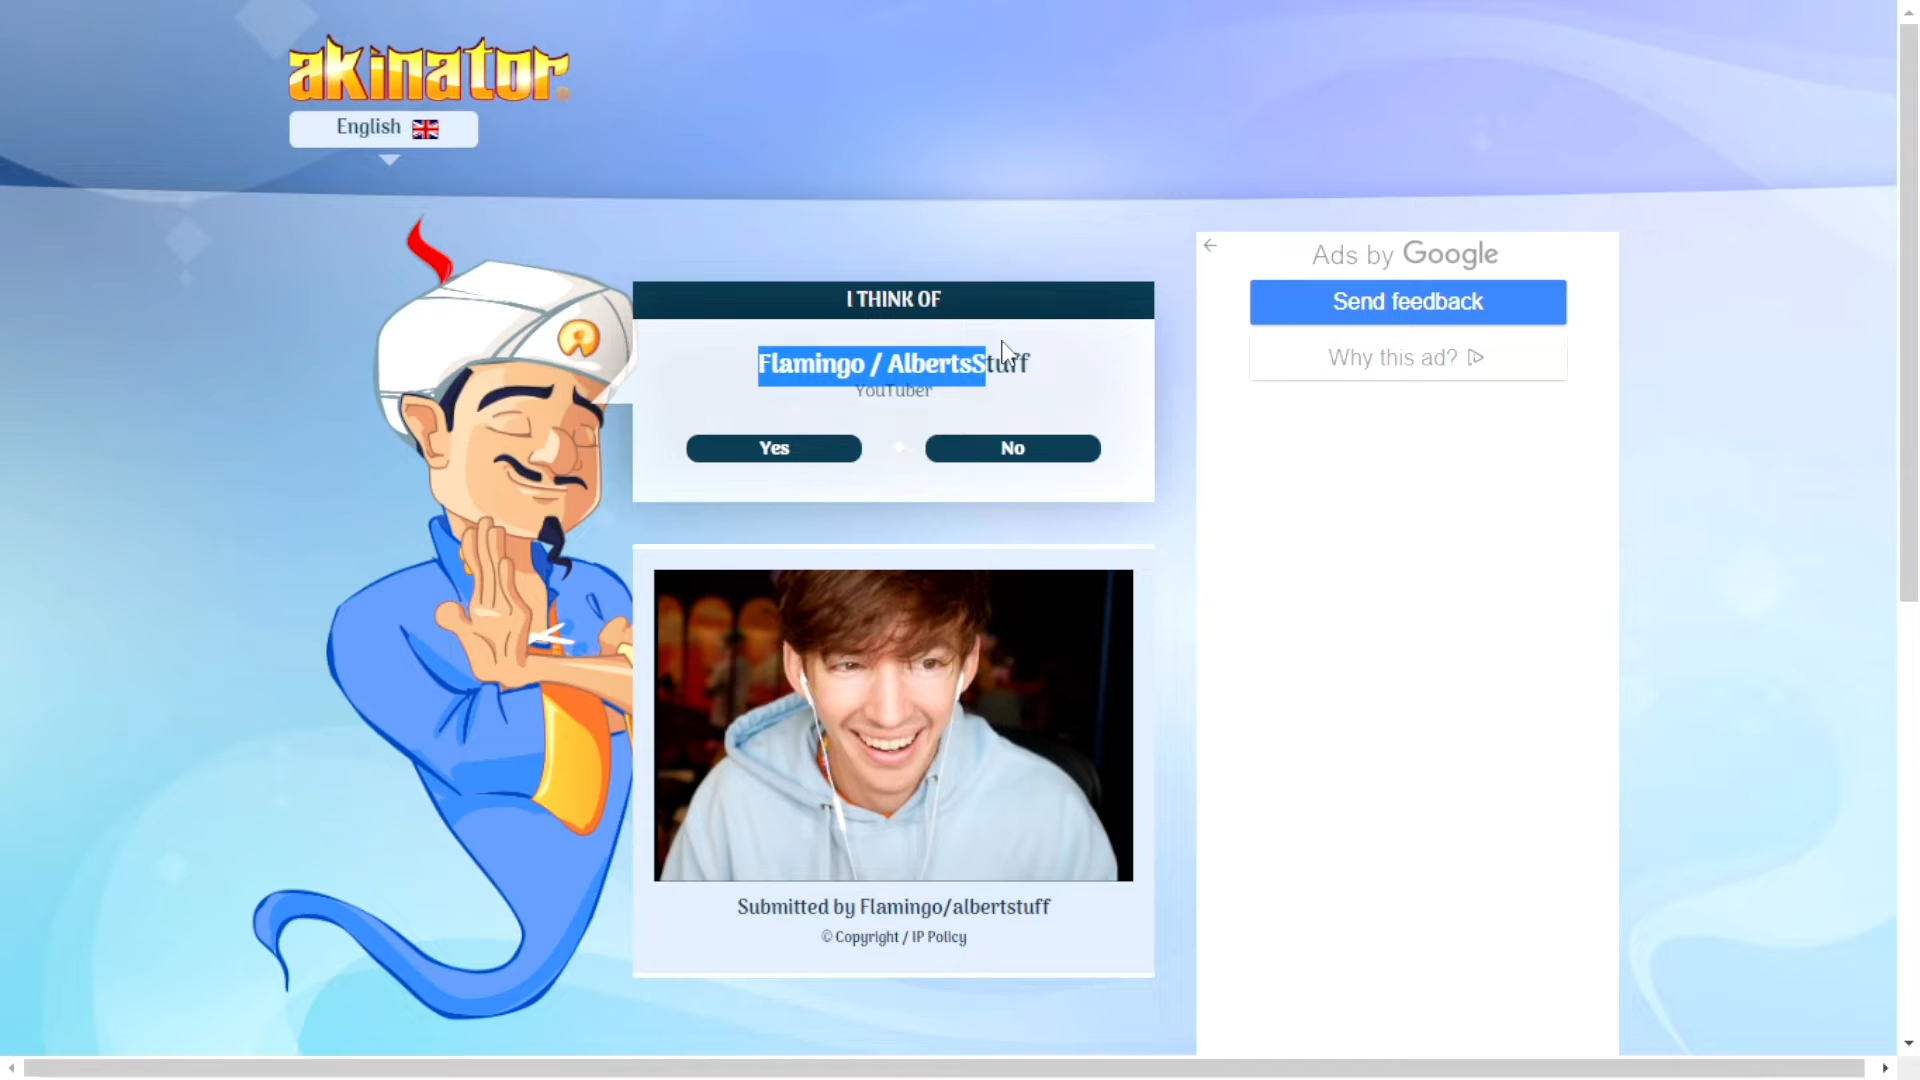 akinator
English
I THINK OF
Flamingo / AlbertsStuff
YouTuber
Yes
No
Submitted by Flamingo/albertstuff
© Copyright / IP Policy
Ads by Google
Send feedback
Why this ad?